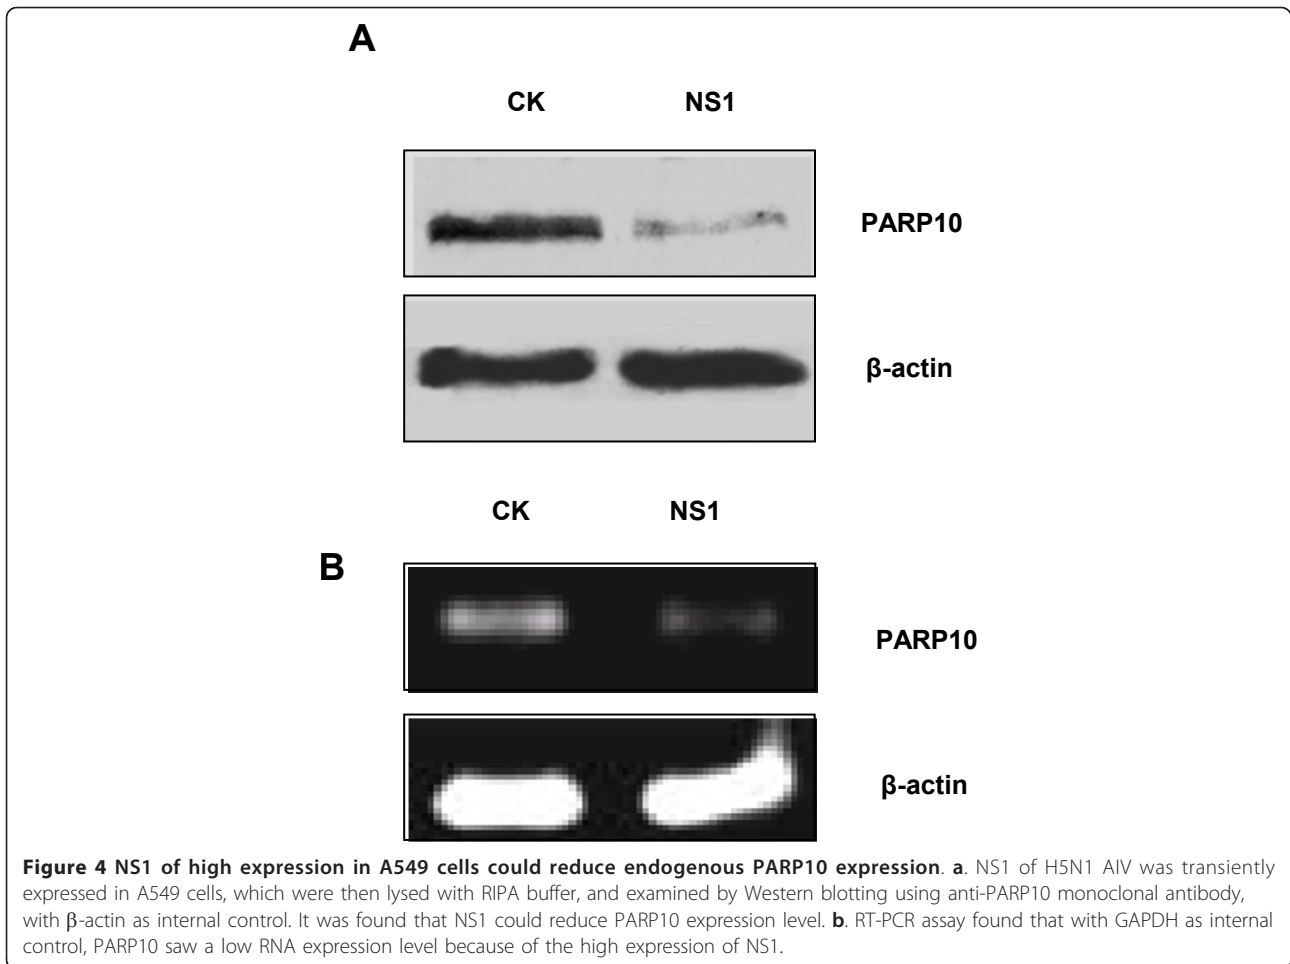 A
CK NS1
PARP10
β-actin
CK NS1
B
PARP10
β-actin
Figure 4 NS1 of high expression in A549 cells could reduce endogenous PARP10 expression. a. NS1 of H5N1 AIV was transiently
expressed in A549 cells, which were then lysed with RIPA buffer, and examined by Western blotting using anti-PARP10 monoclonal antibody,
with β-actin as internal control. It was found that NS1 could reduce PARP10 expression level. b. RT-PCR assay found that with GAPDH as internal
control, PARP10 saw a low RNA expression level because of the high expression of NS1.